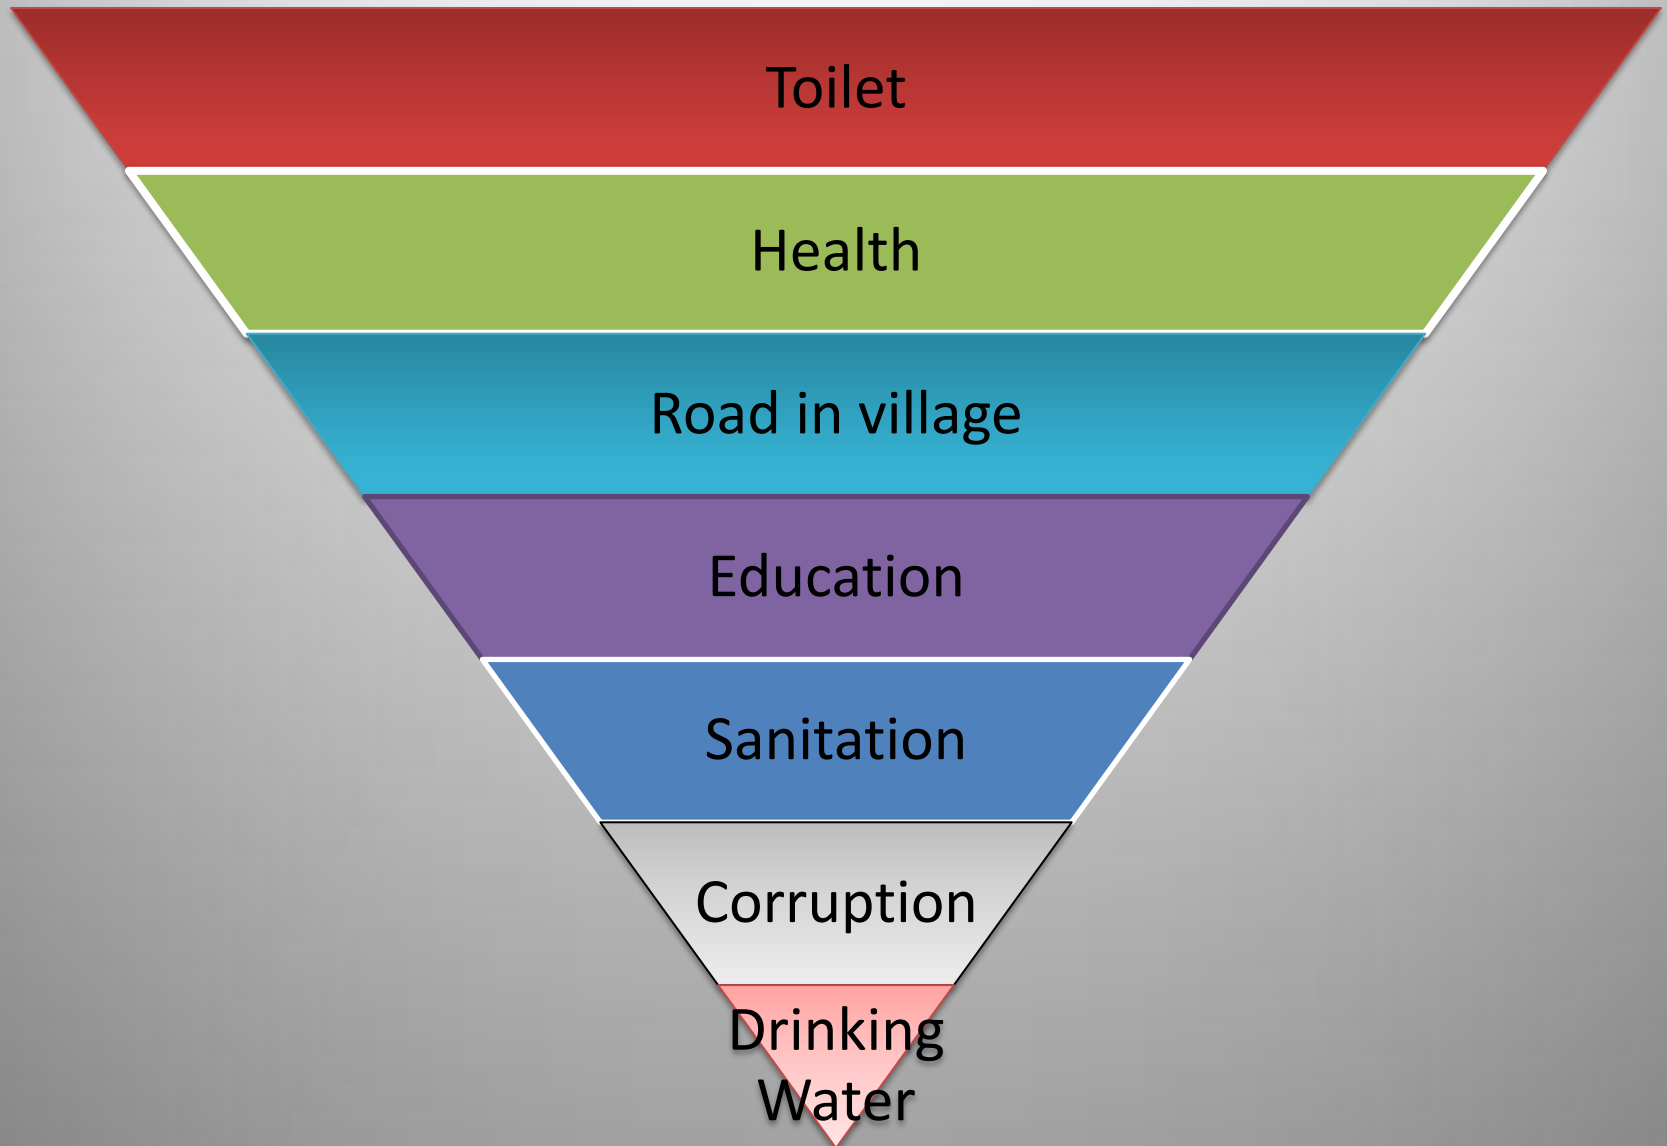 Toilet
Health
Road in village
Education
Sanitation
Corruption
Drinking
Water